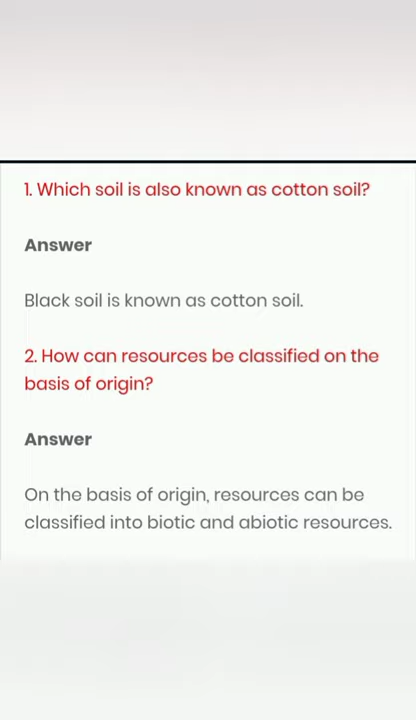 1. Which soil is also known as cotton soil?
Answer
Black soil is known as cotton soil.
2. How can resources be classified on the
basis of origin?
Answer
On the basis of origin, resources can be
classified into biotic and abiotic resources.